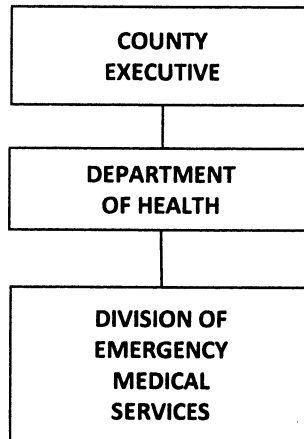 COUNTY
EXECUTIVE
DEPARTMENT
OF HEALTH
DIVISION OF
EMERGENCY
MEDICAL
SERVICES